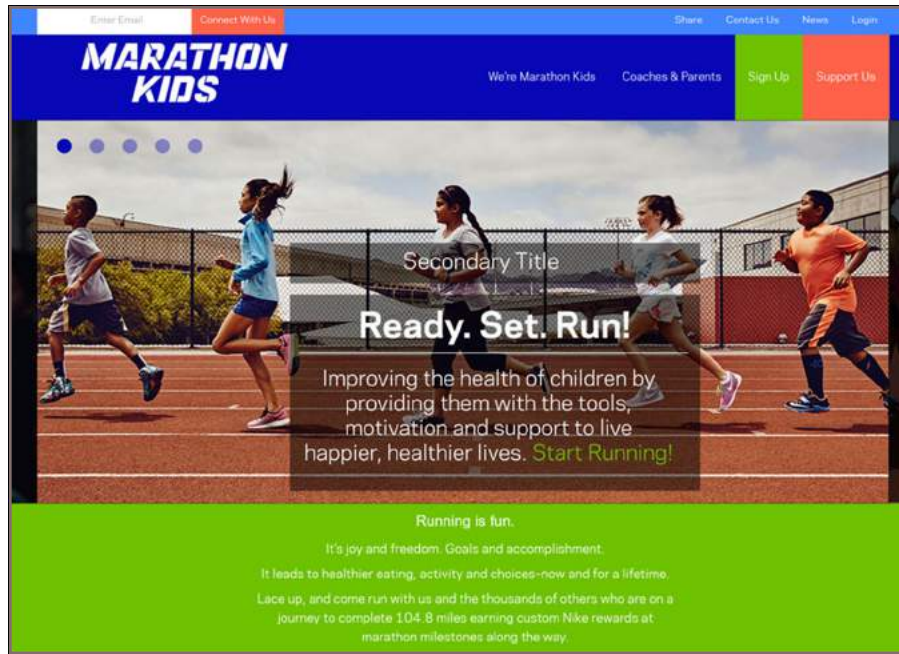 Enter Email
Connect With Us
Share
Contact Us
News
Login
MARATHON
KIDS
We're Marathon Kids
Coaches & Parents
Sign Up
Support Us
Secondary Title
Ready. Set. Run!
Improving the health of children by
providing them with the tools,
motivation and support to live
happier, healthier lives. Start Running!
Running is fun.
It's joy and freedom. Goals and accomplishment.
It leads to healthier eating, activity and choices-now and for a lifetime.
Lace up, and come run with us and the thousands of others who are on a
journey to complete 104.8 miles earning custom Nike rewards at
marathon milestones along the way.